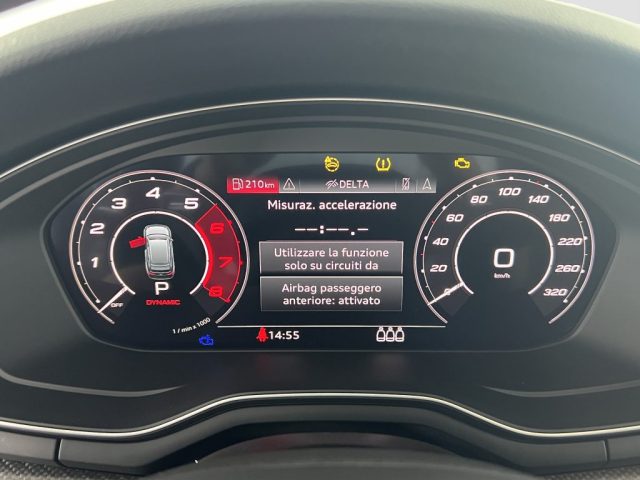 210km
DELTA
Misuraz. accelerazione
--:--.-
Utilizzare la funzione
solo su circuiti da
Airbag passeggero
anteriore: attivato
14:55
1
2
3
4
5
6
7
8
OFF
P
DYNAMIC
1 / min x 1000
0
20
40
60
80
100
120
140
180
220
260
320
0
km/h